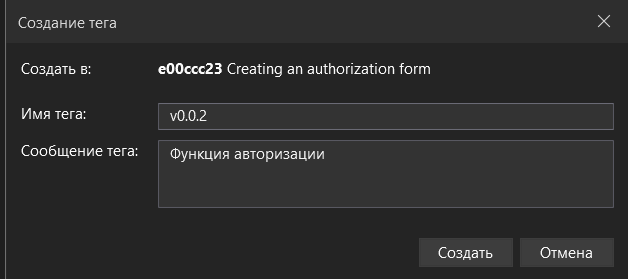 Создание тега
Создать в: e00ccc23 Creating an authorization form
Имя тега: v0.0.2
Сообщение тега: Функция авторизации
Создать Отмена